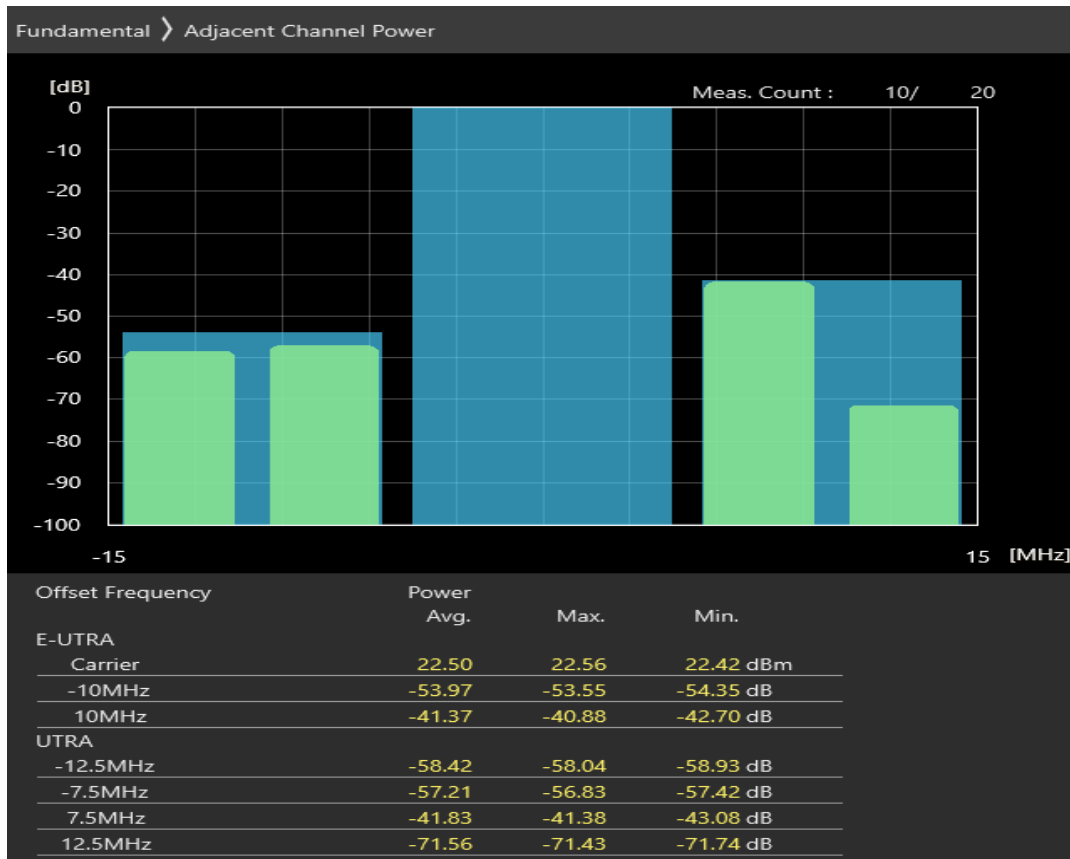 Fundamental ❯ Adjacent Channel Power
[dB]
Meas. Count : 10/ 20
0
-10
-20
-30
-40
-50
-60
-70
-80
-90
-100
-15 15 [MHz]
Offset Frequency Power
Avg. Max. Min.
E-UTRA
Carrier 22.50 22.56 22.42 dBm
-10MHz -53.97 -53.55 -54.35 dB
10MHz -41.37 -40.88 -42.70 dB
UTRA
-12.5MHz -58.42 -58.04 -58.93 dB
-7.5MHz -57.21 -56.83 -57.42 dB
7.5MHz -41.83 -41.38 -43.08 dB
12.5MHz -71.56 -71.43 -71.74 dB